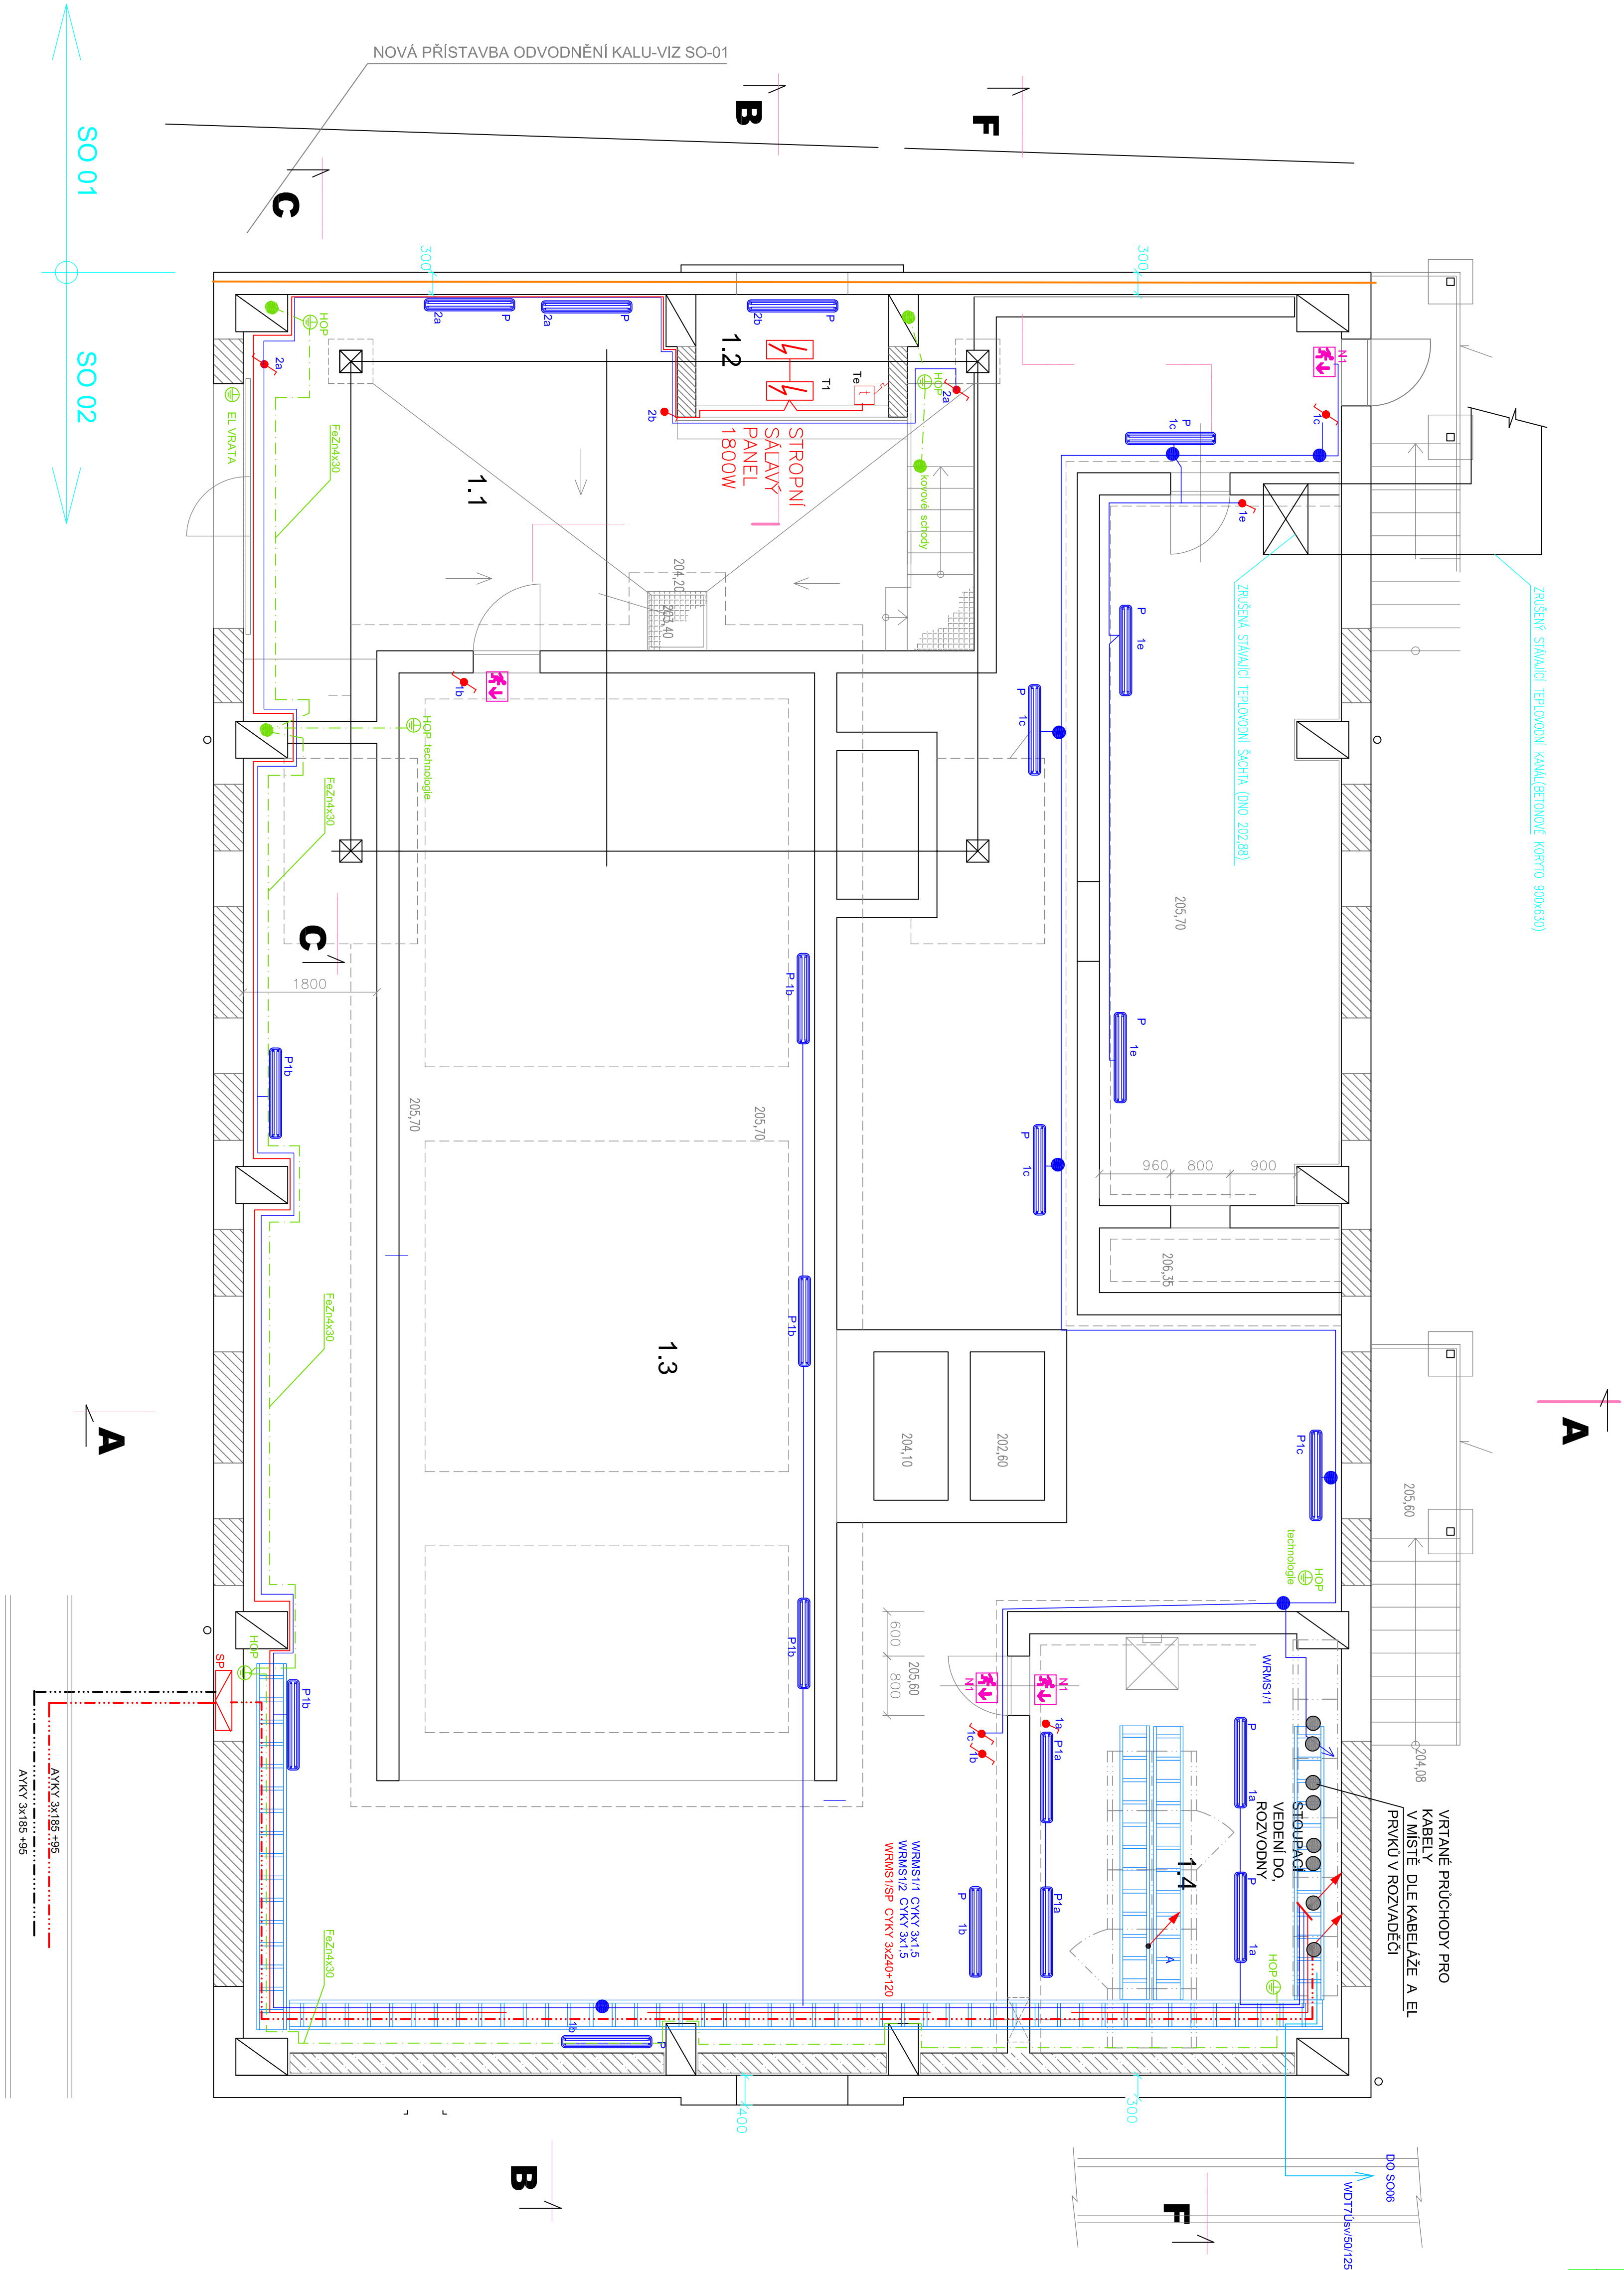 NOVÁ PŘÍSTAVBA ODVODNĚNÍ KALU-VIZ SO-01
SO 01
SO 02
B
F
C
300
300
HOP
2a
EL VRATA
FeZn4x30
2a
P
2a
P
2b
P
1.2
T1
Te
2b
HOP
2a
STROPNÍ
SÁLAVÝ
PANEL
1800W
kovové schody
1.1
204,20
203,40
N1
1c
P
1c
1e
ZRUŠENÝ STÁVAJÍCÍ TEPLOVODNÍ KANÁL(BETONOVÉ KORYTO 900x630)
ZRUŠENÁ STÁVAJÍCÍ TEPLOVODNÍ ŠACHTA (DNO 202,88)
P
1e
P
1c
1b
HOP technologie
FeZn4x30
C
1800
P 1b
205,70
P
1e
P1b
205,70
205,70
P
1c
960
800
900
206,35
FeZn4x30
P1b
1.3
A
A
204,10
202,60
P1c
205,60
HOP
technologie
600
800
205,60
P1b
HOP
SP
P1b
AYKY 3x185+95
AYKY 3x185+95
N1
N1
WRMS1/1
1c
1b
1a
P1a
P
1a
204,08
STOUPACÍ
VEDENÍ DO,
ROZVODNY
1.4
VRTANÉ PRŮCHODY PRO
KABELY
V MÍSTĚ DLE KABELÁŽE A EL
PRVKŮ V ROZVADĚČI
WRMS1/1 CYKY 3x1,5
WRMS1/2 CYKY 3x1,5
WRMS1/SP CYKY 3x240+120
P
1b
P1a
P
1a
A
HOP
FeZn4x30
1b
P
400
300
B
F
DO SO06
WDT7Úsv/50/125